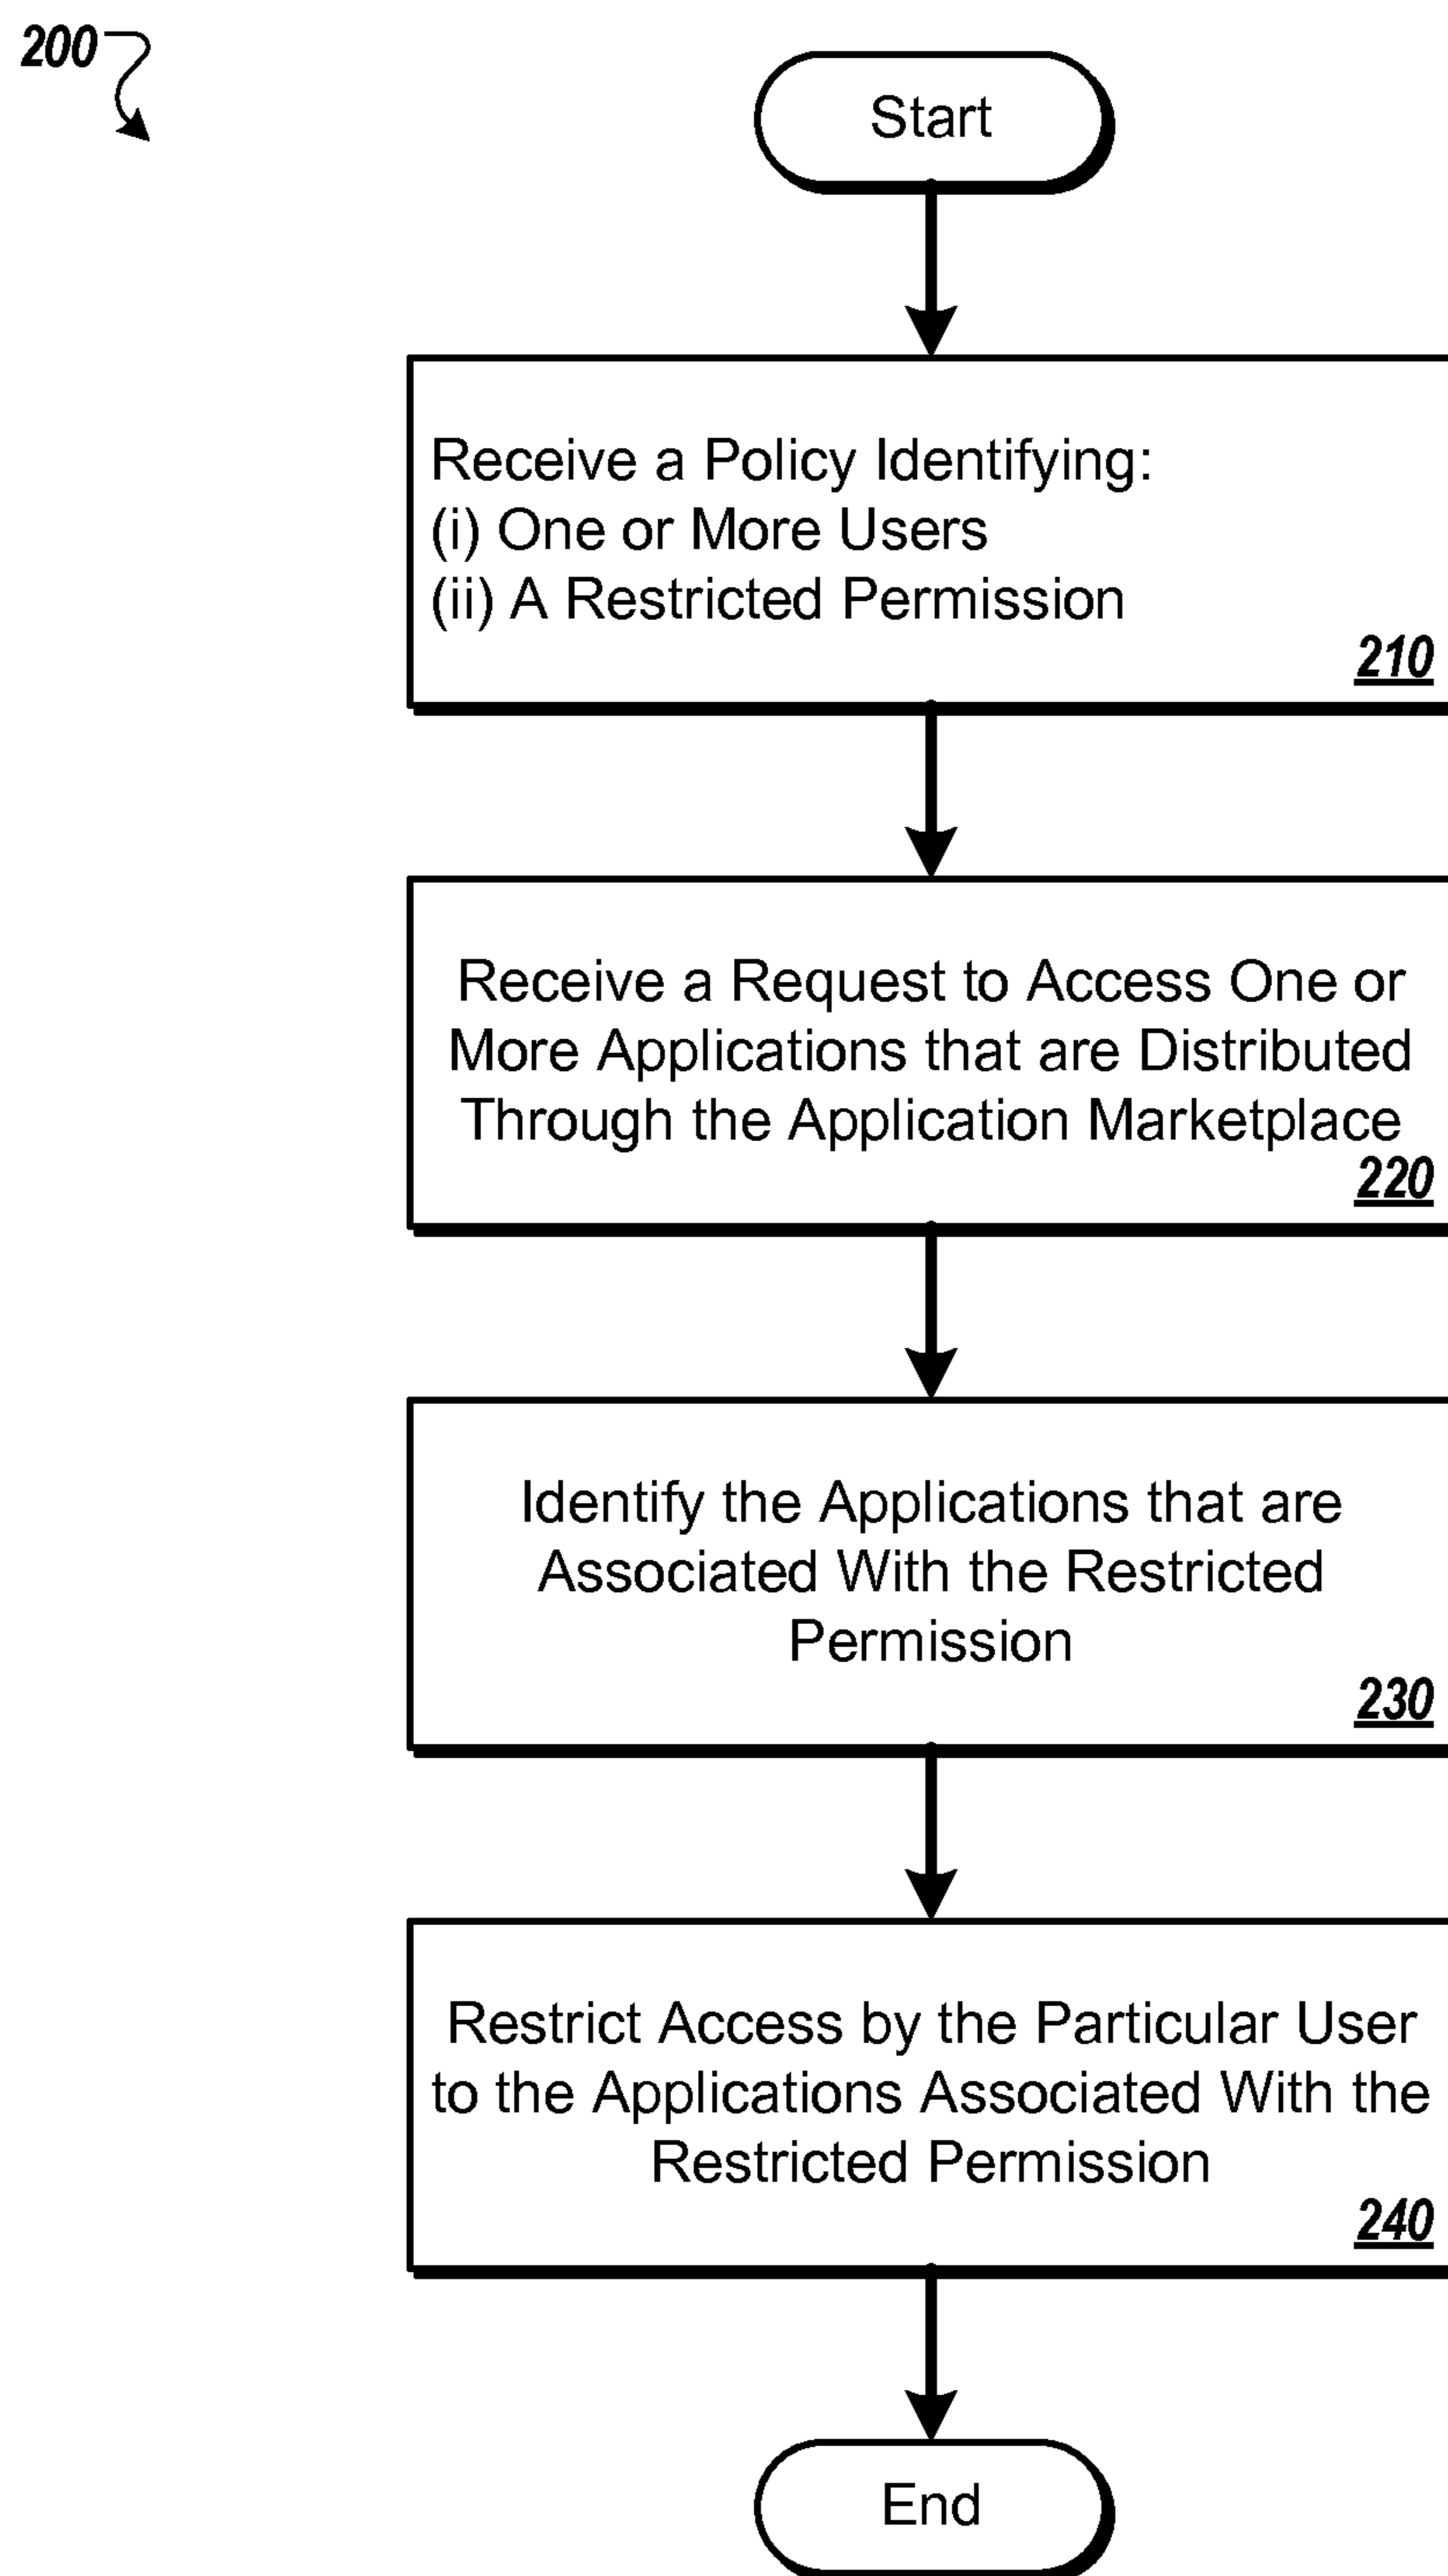 200
Start
Receive a Policy Identifying:
(i) One or More Users
(ii) A Restricted Permission
210
Receive a Request to Access One or
More Applications that are Distributed
Through the Application Marketplace
220
Identify the Applications that are
Associated With the Restricted
Permission
230
Restrict Access by the Particular User
to the Applications Associated With the
Restricted Permission
240
End